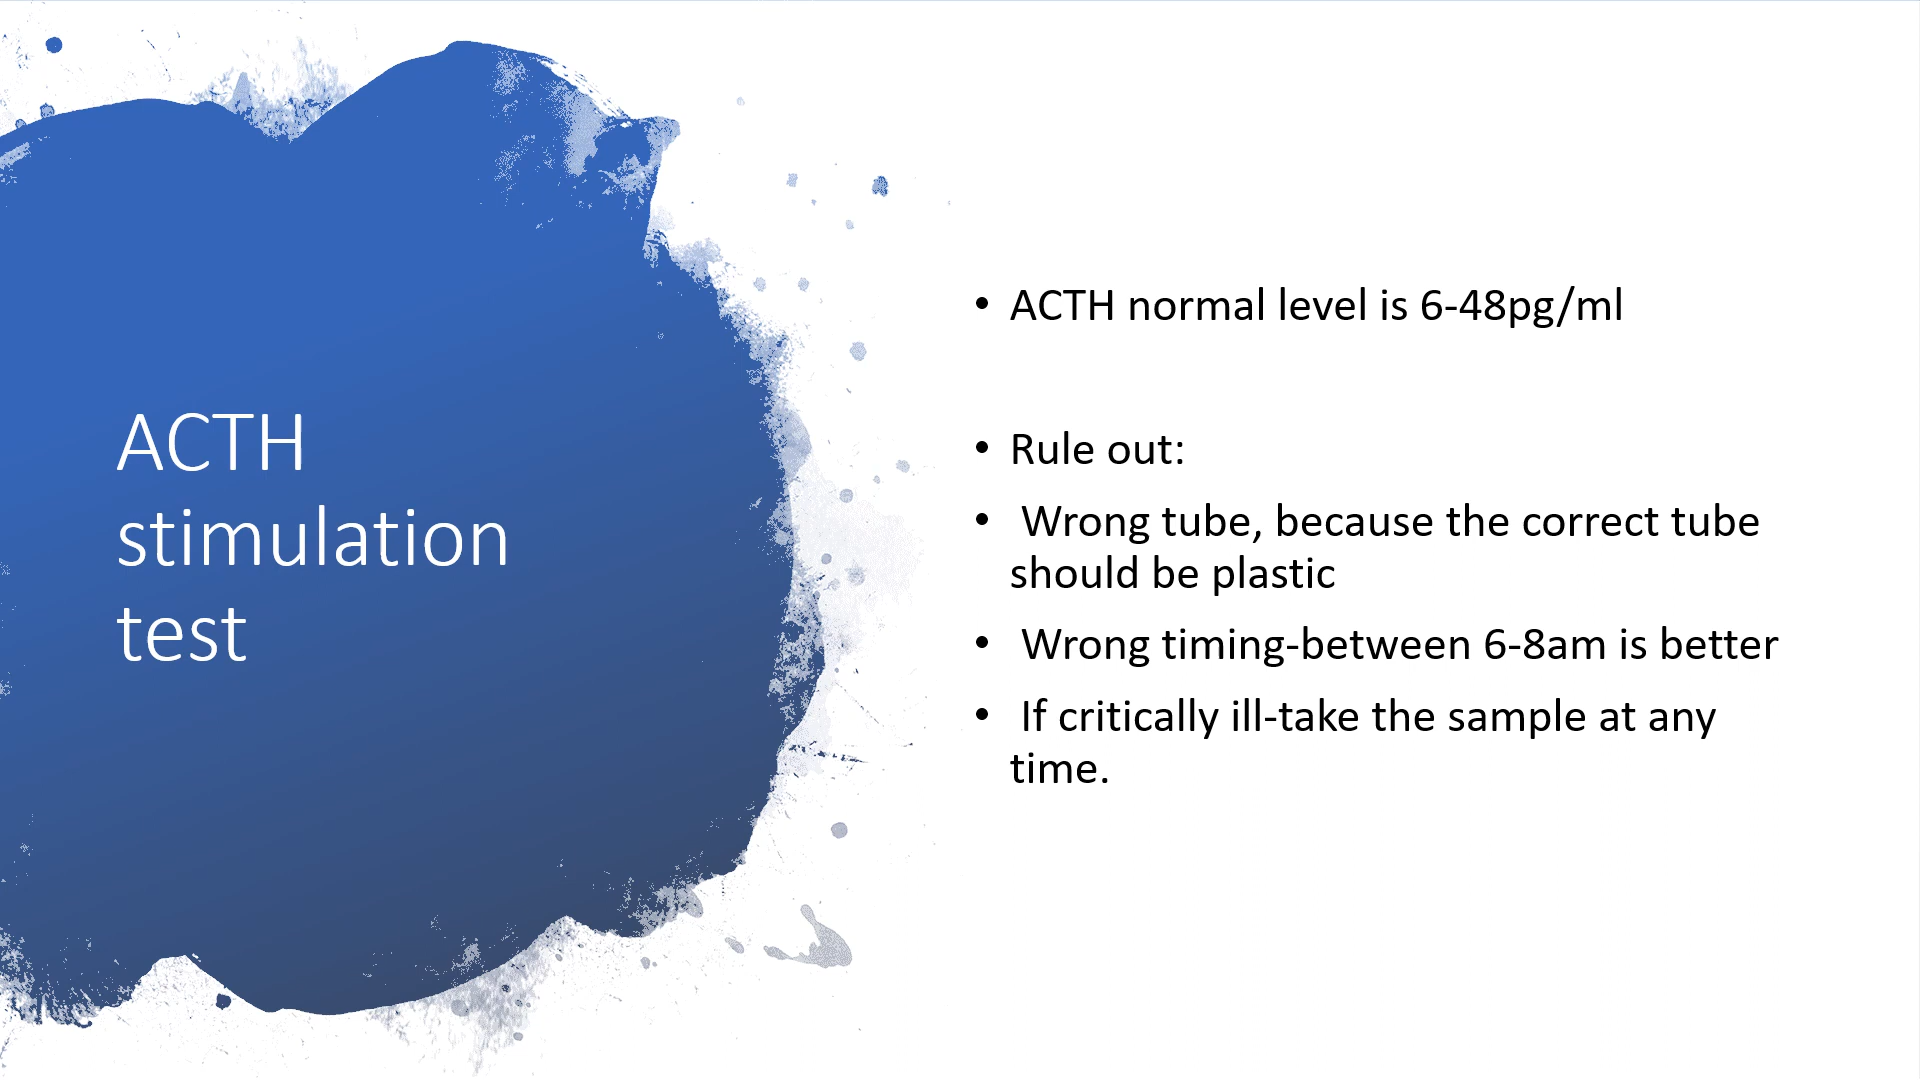 ACTH
stimulation
test
• ACTH normal level is 6-48pg/ml
• Rule out:
• Wrong tube, because the correct tube
should be plastic
• Wrong timing-between 6-8am is better
• If critically ill-take the sample at any
time.